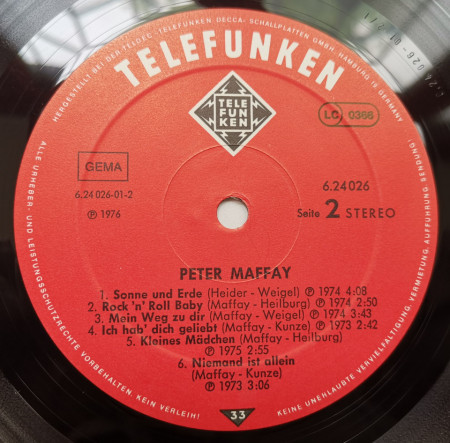 HERGESTELLT BEI DER TELDEC »TELEFUNKEN-DECCA« SCHALLPLATTEN GMBH, HAMBURG 19 GERMANY
TELEFUNKEN
TELE
FUN
KEN
LC 0366
GEMA
6.24 026-01-2
Ⓟ 1976
6.24026
Seite 2 STEREO
PETER MAFFAY
1. Sonne und Erde (Heider - Weigel) Ⓟ 1974 4:08
2. Rock 'n' Roll Baby (Maffay - Heilburg) Ⓟ 1974 2:50
3. Mein Weg zu dir (Maffay - Weigel) Ⓟ 1974 3:43
4. Ich hab' dich geliebt (Maffay - Kunze) Ⓟ 1973 2:42
5. Kleines Mädchen (Maffay - Heilburg)
Ⓟ 1975 2:55
6. Niemand ist allein
(Maffay - Kunze)
Ⓟ 1973 3:06
33
ALLE URHEBER- UND LEISTUNGSSCHUTZRECHTE VORBEHALTEN KEIN VERLEIH!
KEINE UNERLAUBTE VERVIELFÄLTIGUNG, VERMIETUNG, AUFFÜHRUNG, SENDUNG!